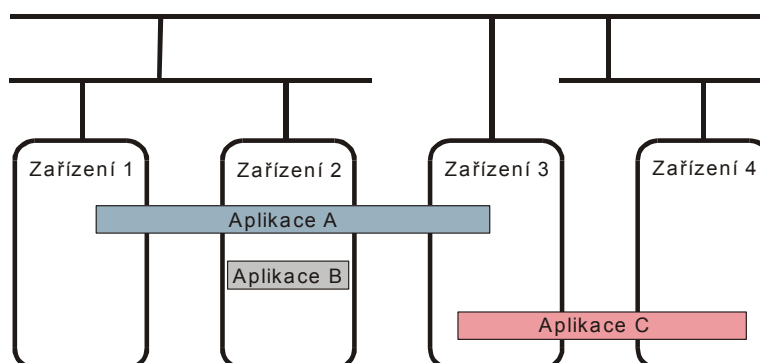 Zařízení 1
Zařízení 2
Zařízení 3
Zařízení 4
Aplikace A
Aplikace B
Aplikace C